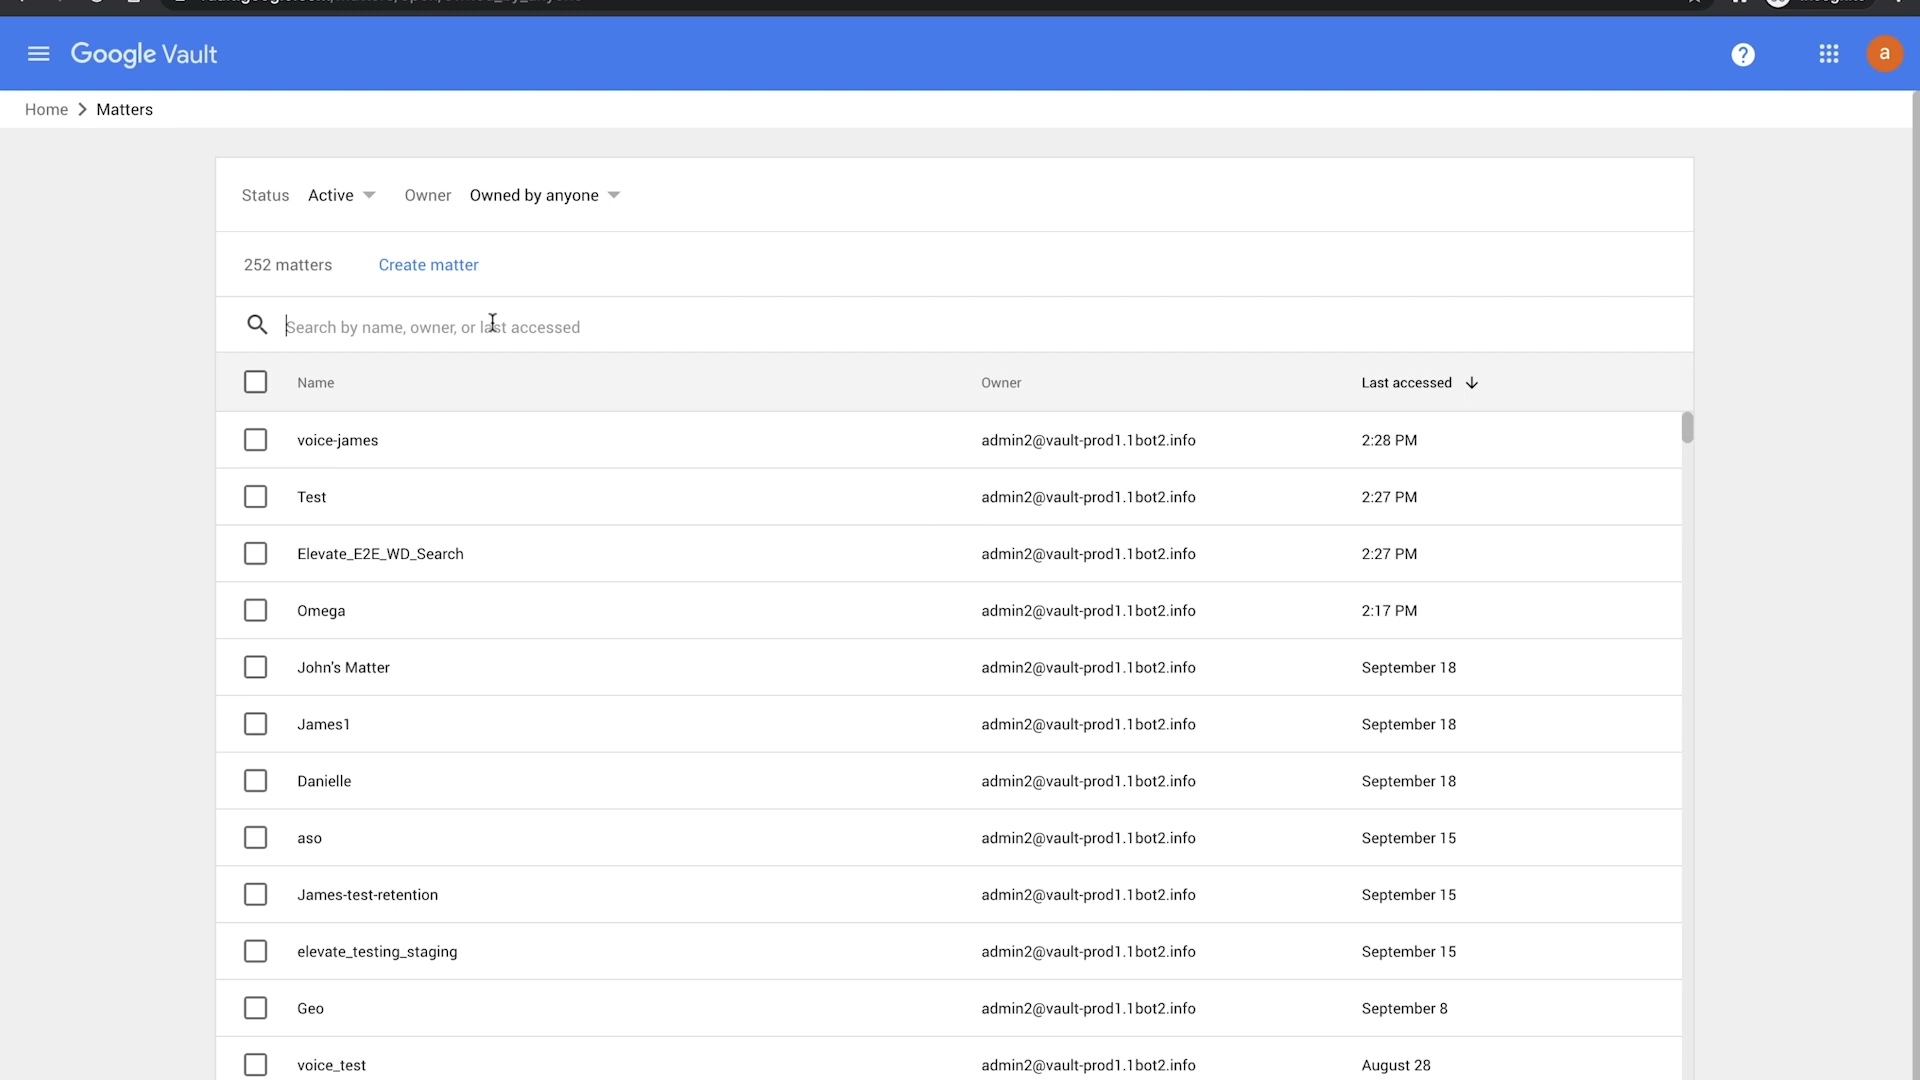 Google Vault
?
a
Home > Matters
Status Active Owner Owned by anyone
252 matters Create matter
Search by name, owner, or last accessed
Name Owner Last accessed
voice-james admin2@vault-prod1.1bot2.info 2:28 PM
Test admin2@vault-prod1.1bot2.info 2:27 PM
Elevate_E2E_WD_Search admin2@vault-prod1.1bot2.info 2:27 PM
Omega admin2@vault-prod1.1bot2.info 2:17 PM
John's Matter admin2@vault-prod1.1bot2.info September 18
James1 admin2@vault-prod1.1bot2.info September 18
Danielle admin2@vault-prod1.1bot2.info September 18
aso admin2@vault-prod1.1bot2.info September 15
James-test-retention admin2@vault-prod1.1bot2.info September 15
elevate_testing_staging admin2@vault-prod1.1bot2.info September 15
Geo admin2@vault-prod1.1bot2.info September 8
voice_test admin2@vault-prod1.1bot2.info August 28